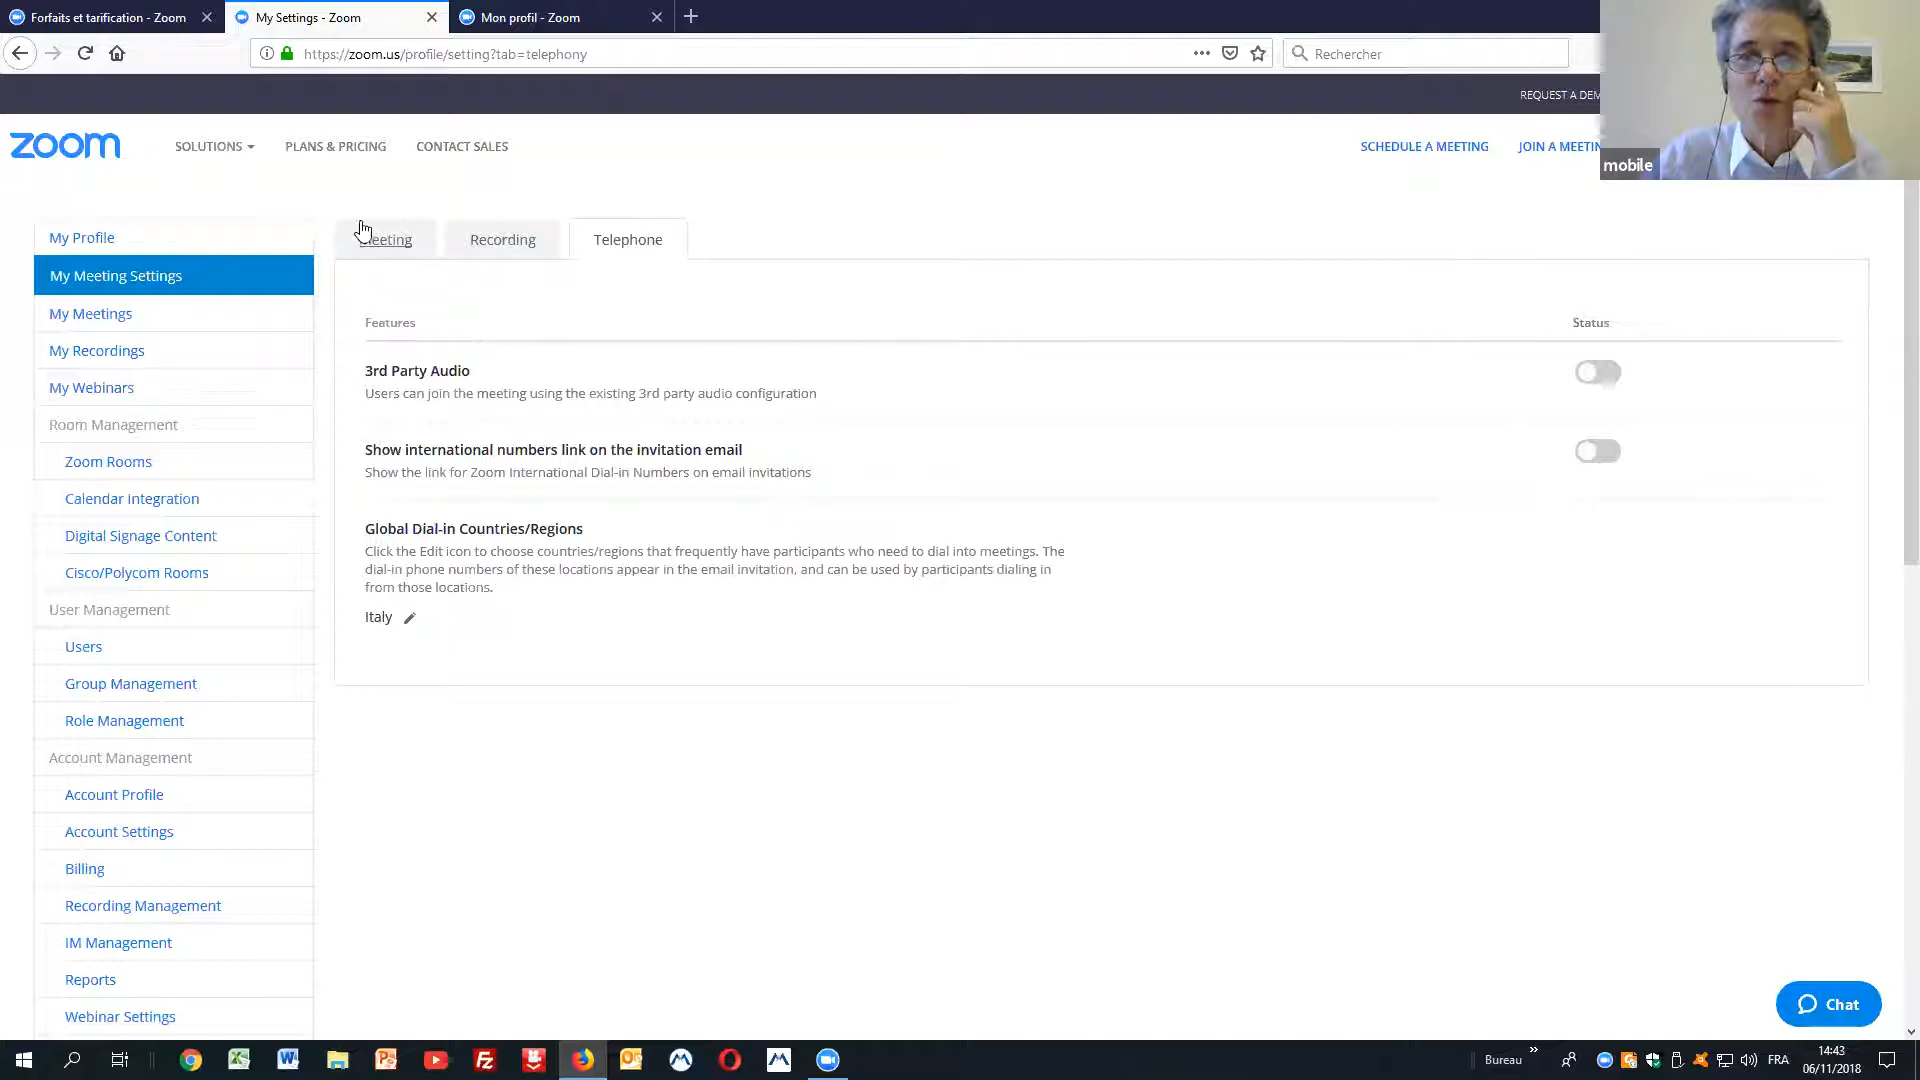 Forfaits et tarification - Zoom
My Settings - Zoom
Mon profil - Zoom
https://zoom.us/profile/setting?tab=telephony
Rechercher
REQUEST A DEM
zoom
SOLUTIONS
PLANS & PRICING
CONTACT SALES
SCHEDULE A MEETING
JOIN A MEETIN
mobile
My Profile
My Meeting Settings
My Meetings
My Recordings
My Webinars
Room Management
Zoom Rooms
Calendar Integration
Digital Signage Content
Cisco/Polycom Rooms
User Management
Users
Group Management
Role Management
Account Management
Account Profile
Account Settings
Billing
Recording Management
IM Management
Reports
Webinar Settings
Meeting
Recording
Telephone
Features
Status
3rd Party Audio
Users can join the meeting using the existing 3rd party audio configuration
Show international numbers link on the invitation email
Show the link for Zoom International Dial-in Numbers on email invitations
Global Dial-in Countries/Regions
Click the Edit icon to choose countries/regions that frequently have participants who need to dial into meetings. The
dial-in phone numbers of these locations appear in the email invitation, and can be used by participants dialing in
from those locations.
Italy
Chat
Bureau
FRA
14:43
06/11/2018